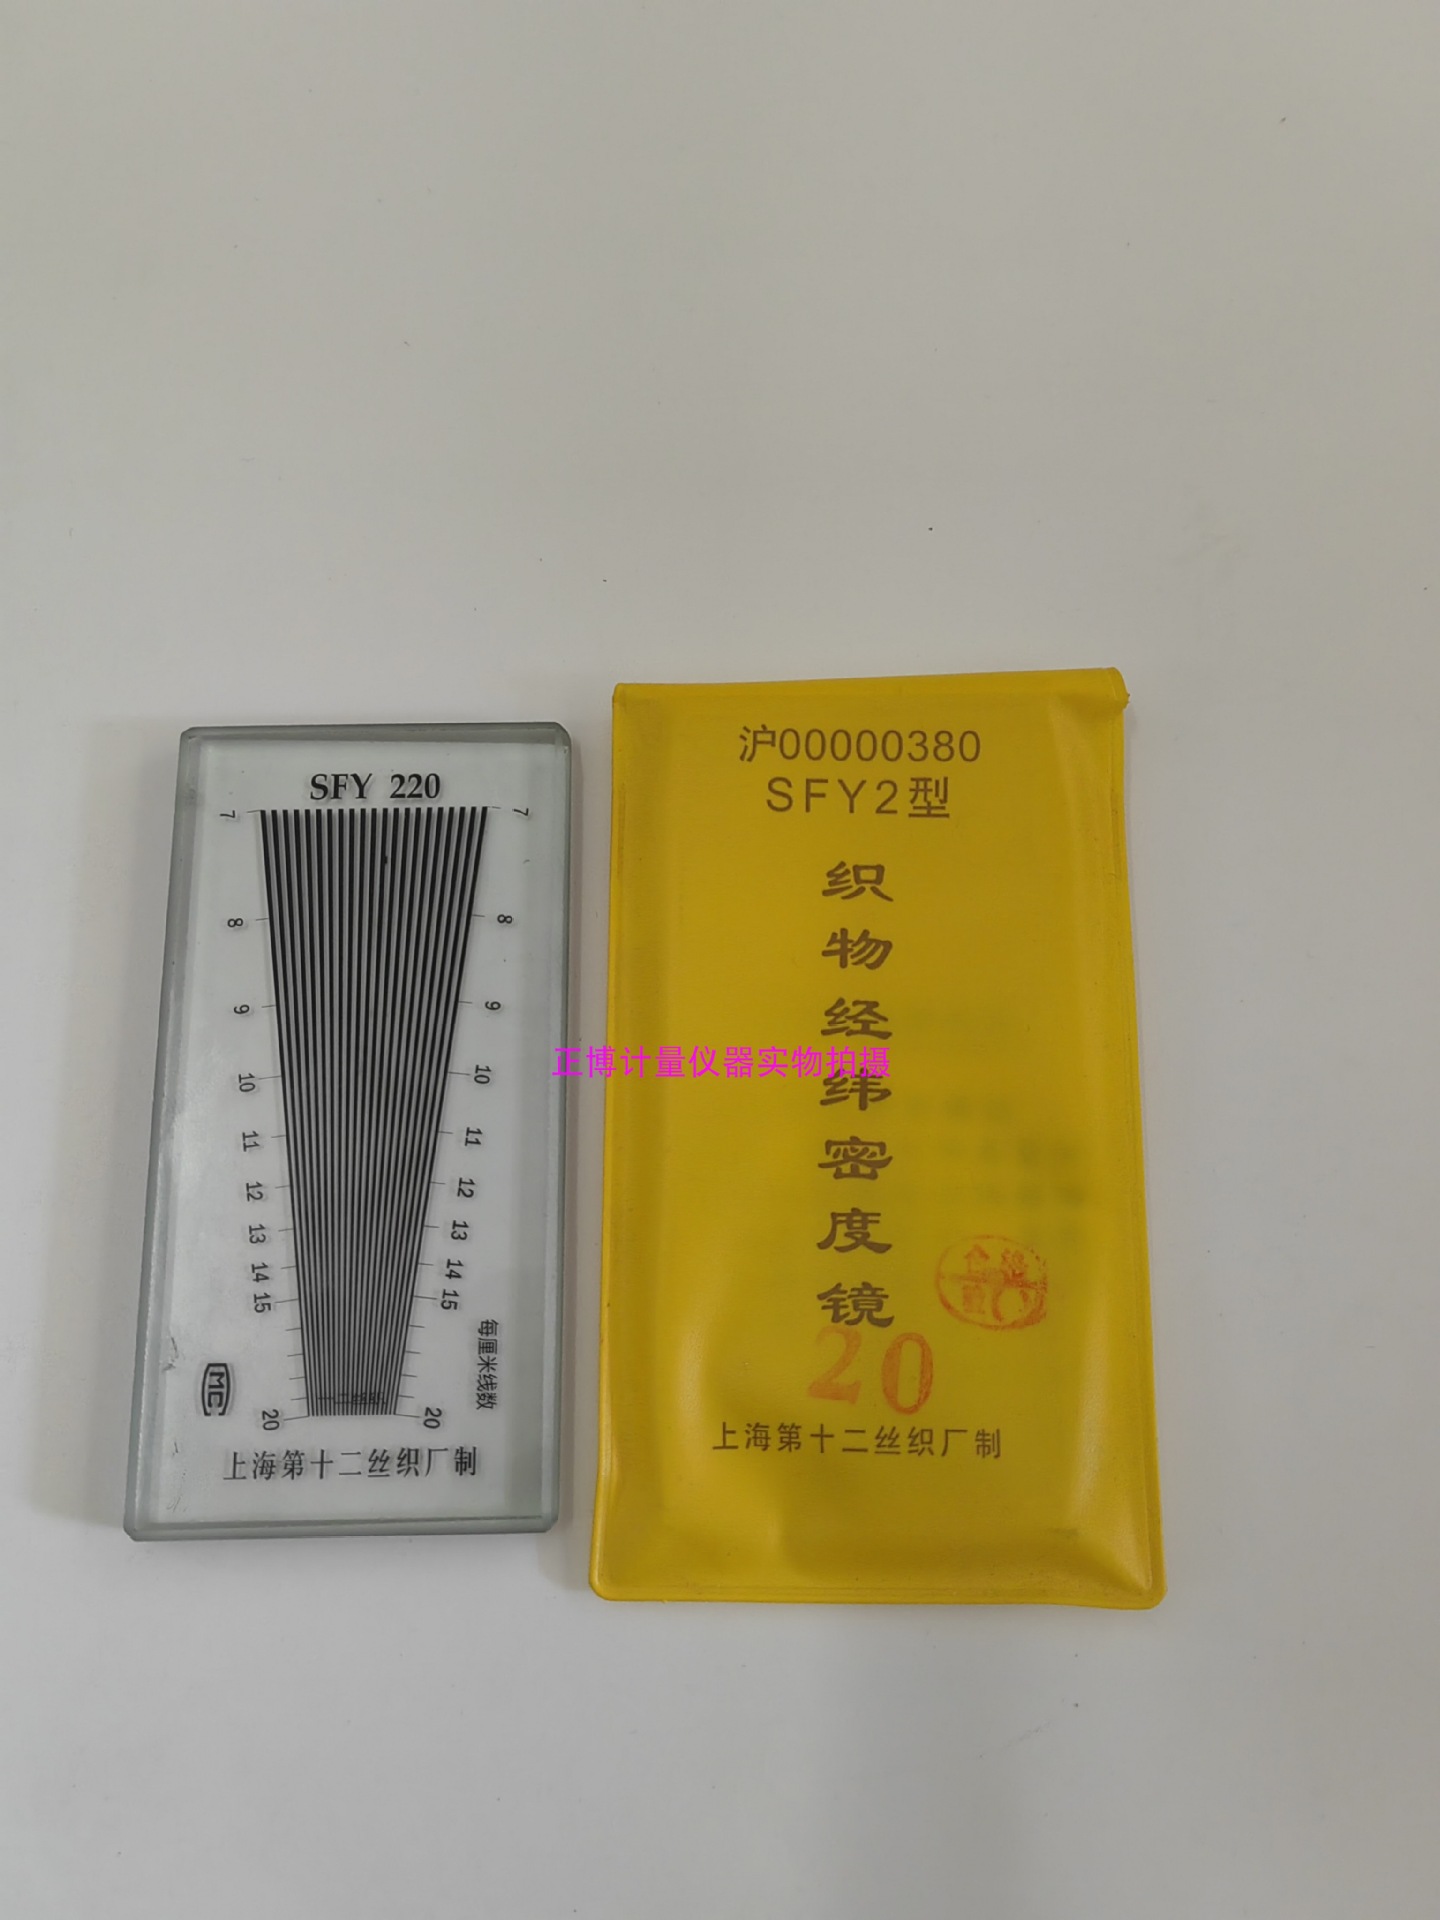 SFY 220
7 7
8 8
9 9
10 10
11 11
12 12
13 13
14 14
15 15
20 20
每厘米线数
MC
上海第十二丝织厂制
沪00000380
SFY2型
织物经纬密度镜
20
上海第十二丝织厂制
正博计量仪器实物拍摄